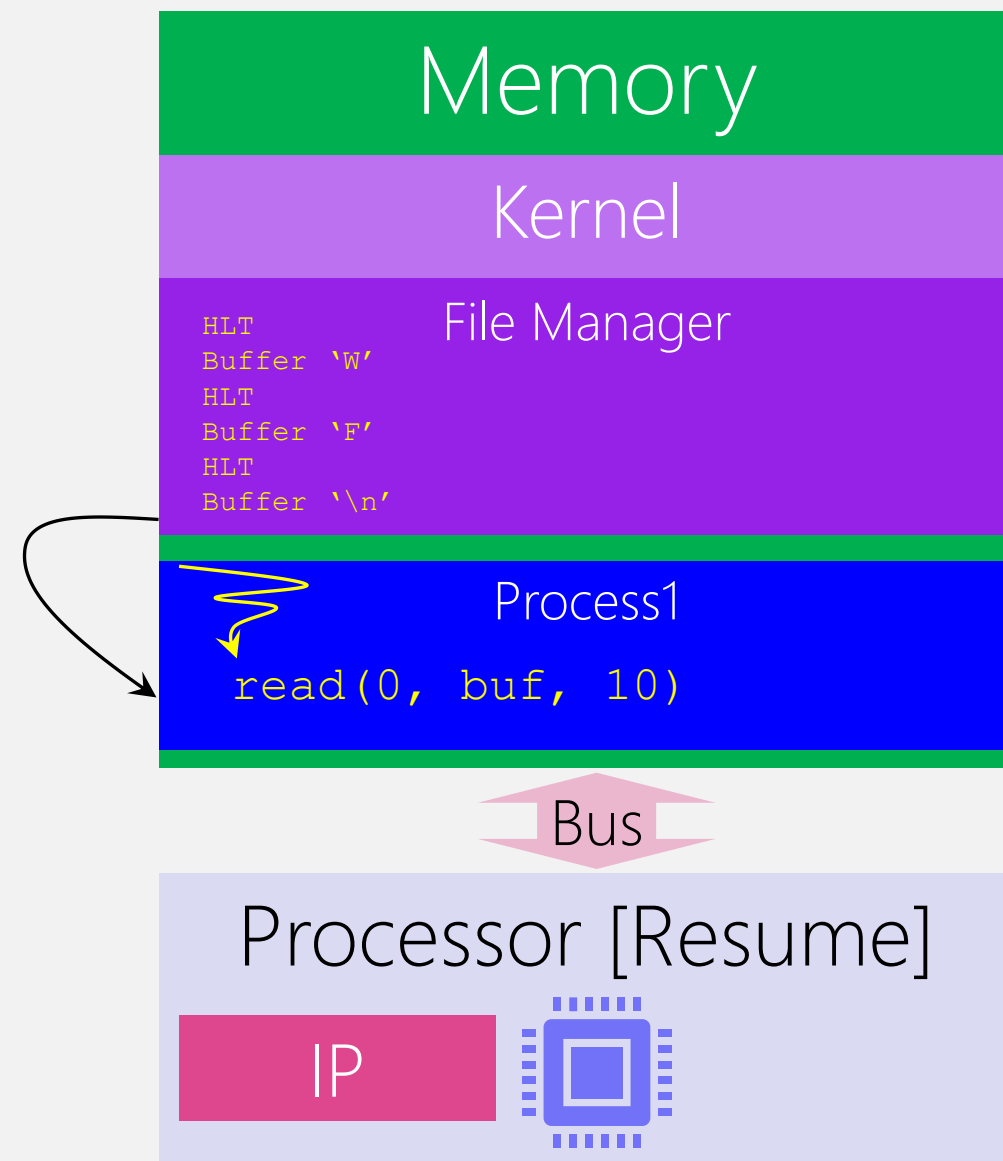 Memory
Kernel
File Manager
HLT
Buffer ‘W’
HLT
Buffer ‘F’
HLT
Buffer ‘\n’
Process1
read(0, buf, 10)
Bus
Processor [Resume]
IP